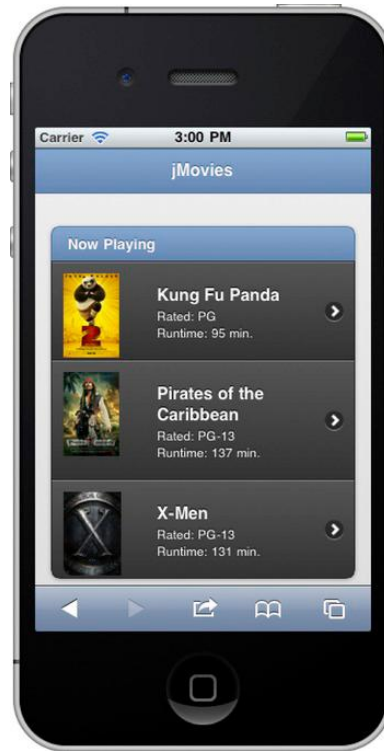 Carrier
3:00 PM
jMovies
Now Playing
2
Kung Fu Panda
Rated: PG
Runtime: 95 min.
Pirates of the
Caribbean
Rated: PG-13
Runtime: 137 min.
X
X-Men
Rated: PG-13
Runtime: 131 min.